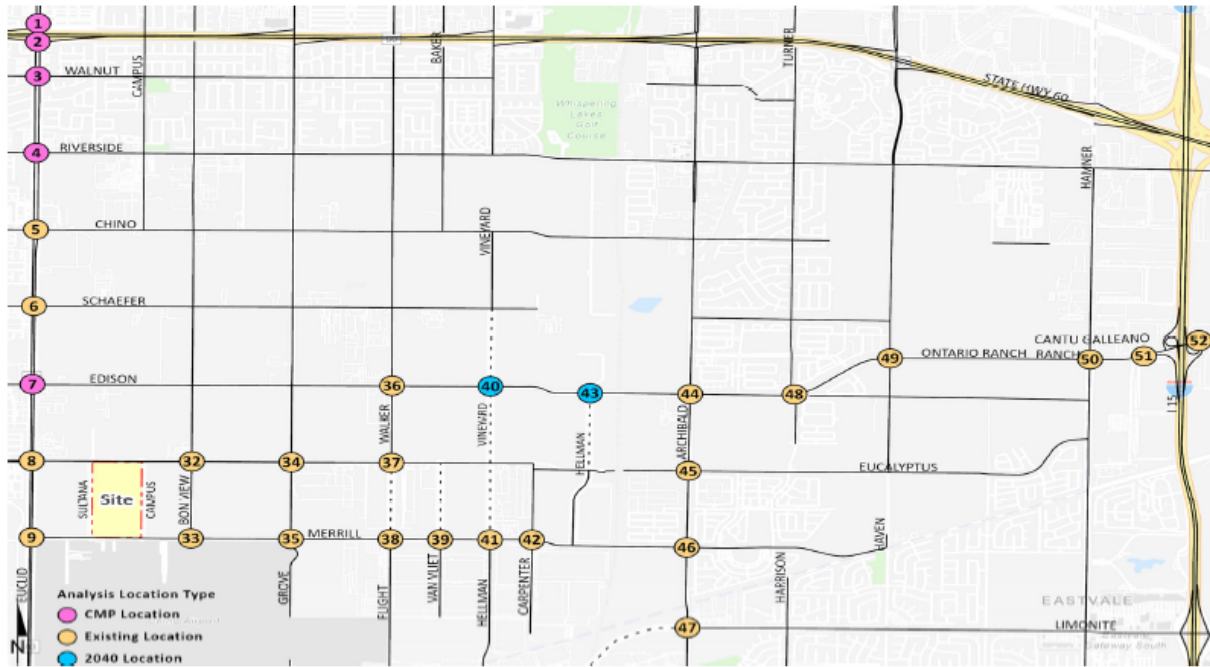 1
2
BAKER
TURNER
3
WALNUT
CAMPUS
STATE HWY 60
Whispering
Lakes
Golf
Course
4
RIVERSIDE
HAMNER
5
CHINO
VINEYARD
6
SCHAEFER
CANTU GALLEANO
52
49
ONTARIO RANCH
RANCH
50
51
7
EDISON
36
40
43
44
48
I 15
WALKER
VINEYARD
HELLMAN
ARCHIBALD
8
32
34
37
45
EUCALYPTUS
SULTANA
Site
CAMPUS
BON VIEW
9
33
35
MERRILL
38
39
41
42
46
HAVEN
EUCLID
GROVE
FLIGHT
VAN VLIET
HELLMAN
CARPENTER
HARRISON
Analysis Location Type
CMP Location
Existing Location
2040 Location
N
47
EASTVALE
LIMONITE
Gateway South